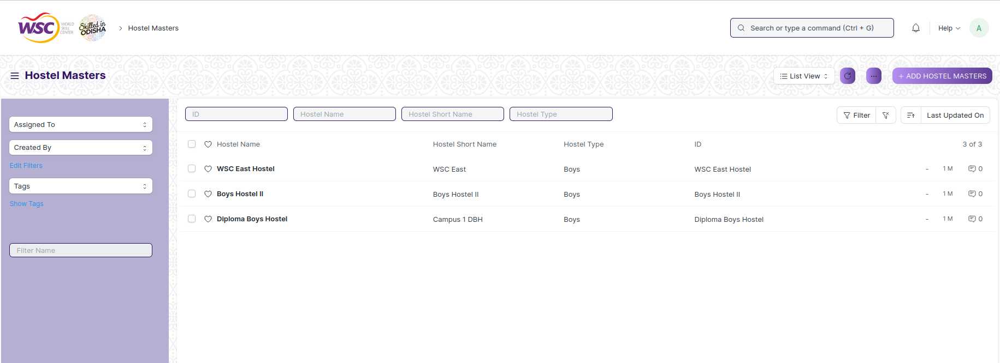 WSC WORLD SKILL CENTER
Skilled in ODISHA
Hostel Masters
Search or type a command (Ctrl + G)
Help
A
Hostel Masters
List View
...
+ ADD HOSTEL MASTERS
Assigned To
Created By
Edit Filters
Tags
Show Tags
Filter Name
ID Hostel Name Hostel Short Name Hostel Type
Filter
Last Updated On
Hostel Name Hostel Short Name Hostel Type ID 3 of 3
WSC East Hostel WSC East Boys WSC East Hostel - 1 M 0
Boys Hostel II Boys Hostel II Boys Boys Hostel II - 1 M 0
Diploma Boys Hostel Campus 1 DBH Boys Diploma Boys Hostel - 1 M 0